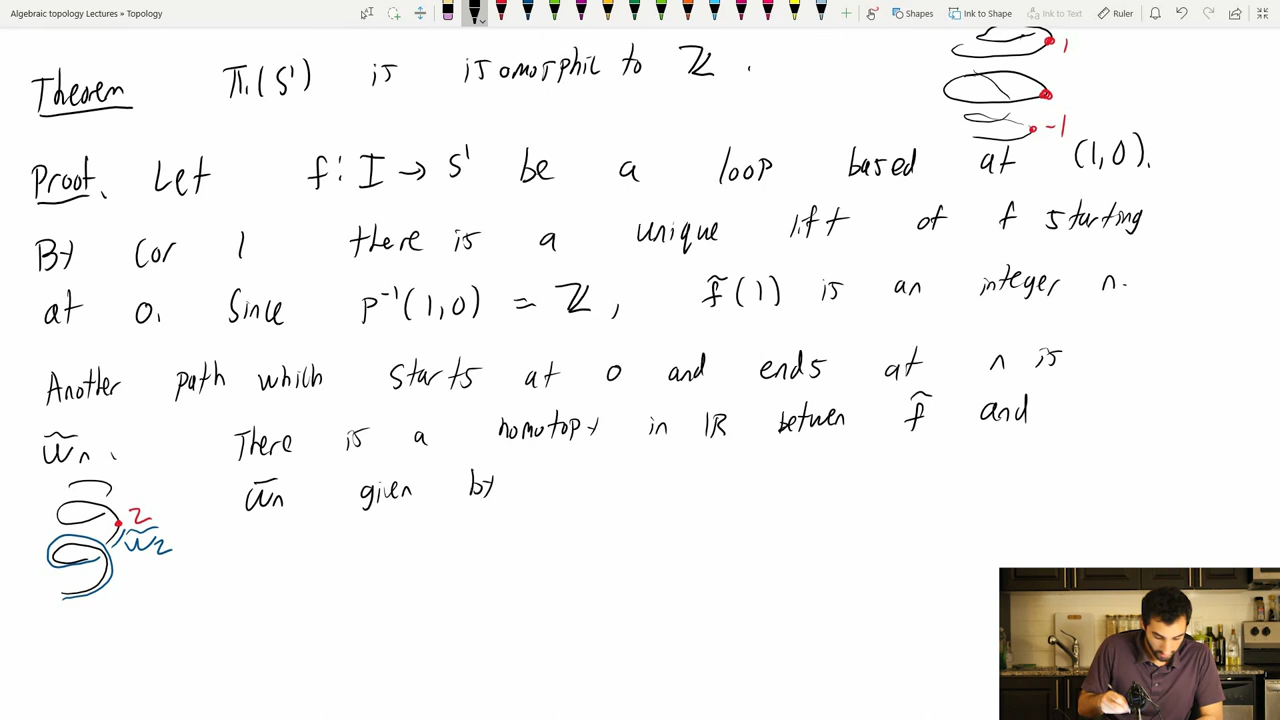 Algebraic topology Lectures » Topology
Shapes
Ink to Shape
Ink to Text
Ruler
Theorem π₁(S¹) is isomorphic to ℤ.
1
-1
Proof. Let f: I → S¹ be a loop based at (1,0).
By Cor 1 there is a unique lift of f starting
at 0. Since p⁻¹(1,0) = ℤ, f̃(1) is an integer n.
Another path which starts at 0 and ends at n is
w̃n. There is a homotopy in ℝ between f̃ and
w̃n given by
2
w̃2